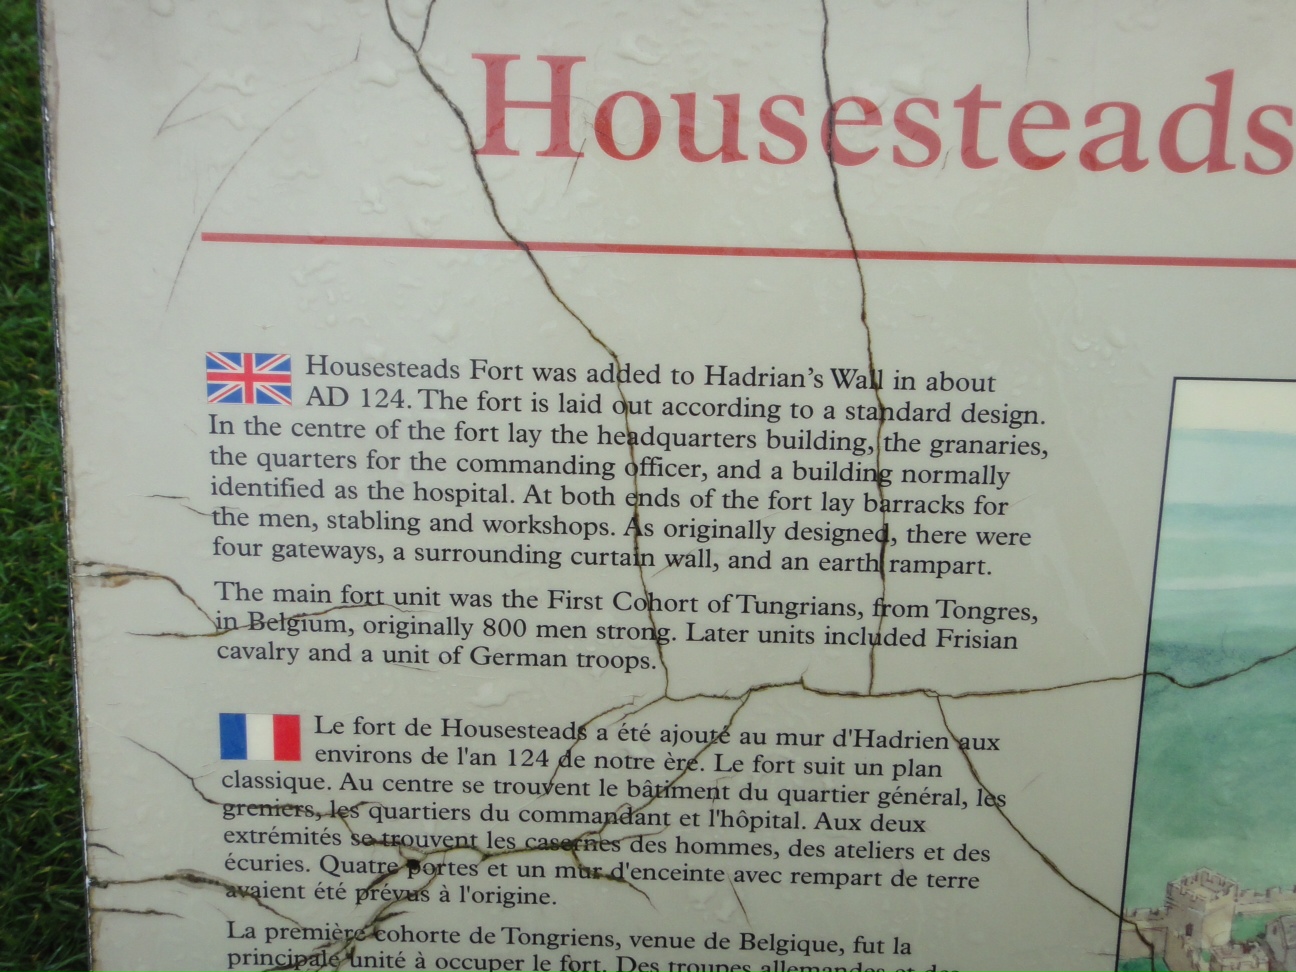 Housesteads
Housesteads Fort was added to Hadrian's Wall in about
AD 124. The fort is laid out according to a standard design.
In the centre of the fort lay the headquarters building, the granaries,
the quarters for the commanding officer, and a building normally
identified as the hospital. At both ends of the fort lay barracks for
the men, stabling and workshops. As originally designed, there were
four gateways, a surrounding curtain wall, and an earth rampart.
The main fort unit was the First Cohort of Tungrians, from Tongres,
in Belgium, originally 800 men strong. Later units included Frisian
cavalry and a unit of German troops.
Le fort de Housesteads a été ajouté au mur d'Hadrien aux
environs de l'an 124 de notre ère. Le fort suit un plan
classique. Au centre se trouvent le bâtiment du quartier général, les
greniers, les quartiers du commandant et l'hôpital. Aux deux
extrémités se trouvent les casernes des hommes, des ateliers et des
écuries. Quatre portes et un mur d'enceinte avec rempart de terre
avaient été prévus à l'origine.
La première cohorte de Tongriens, venue de Belgique, fut la
principale unité à occuper le fort. Des troupes allemandes et des